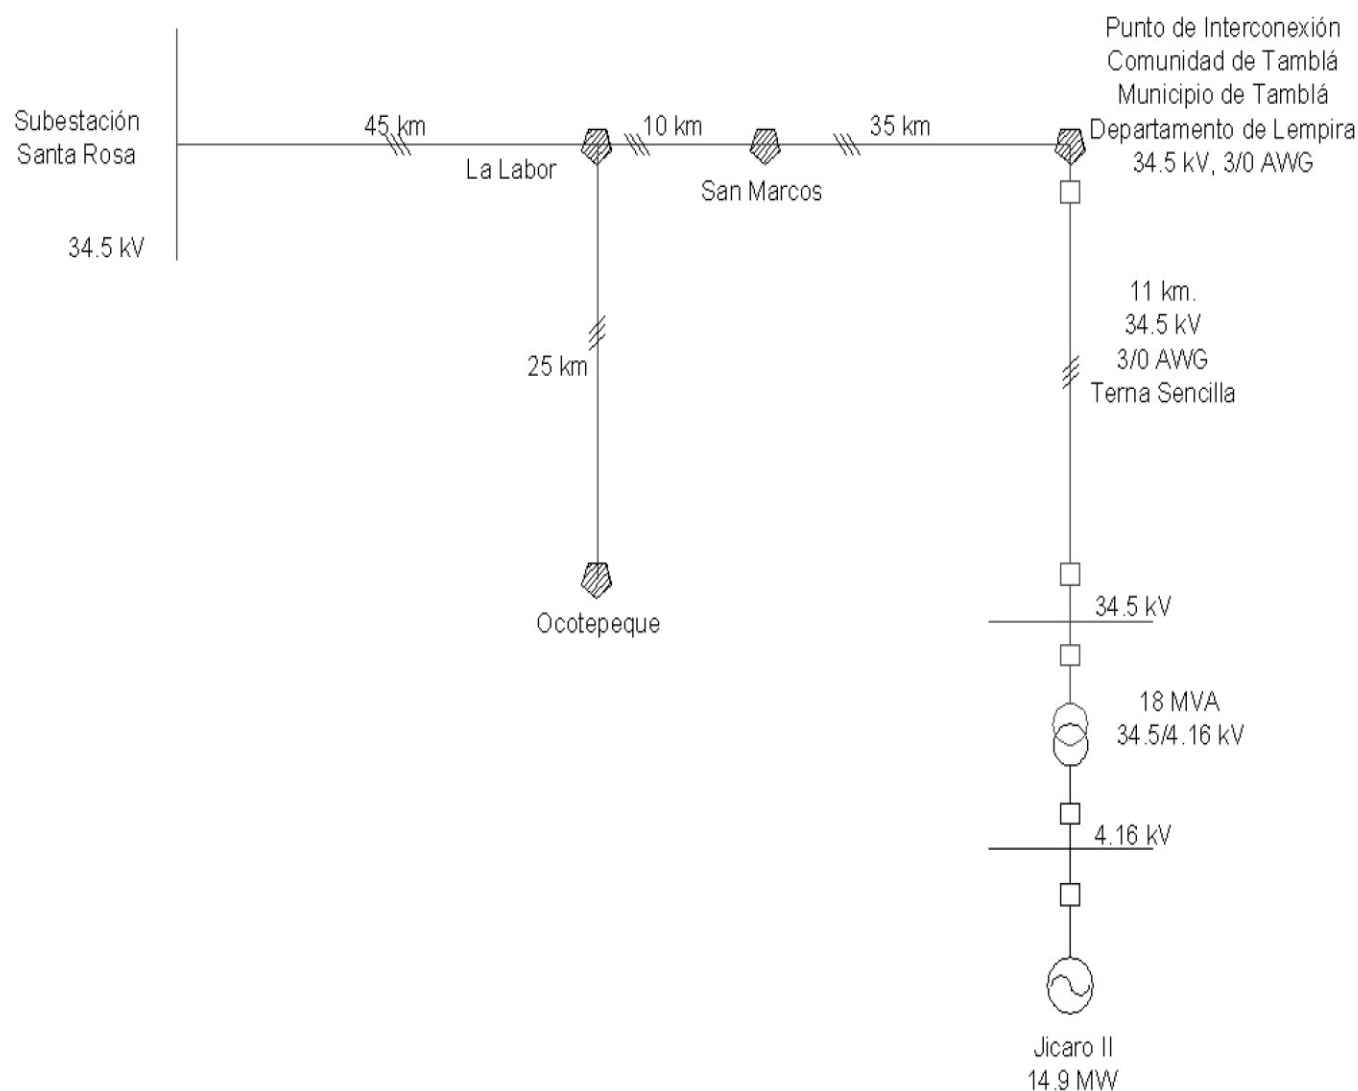 Punto de Interconexión
Comunidad de Tamblá
Municipio de Tamblá
Departamento de Lempira
34.5 kV, 3/0 AWG
Subestación
Santa Rosa
34.5 kV
45 km
10 km
35 km
La Labor
San Marcos
11 km.
34.5 kV
3/0 AWG
Terna Sencilla
25 km
Ocotepeque
34.5 kV
18 MVA
34.5/4.16 kV
4.16 kV
Jicaro II
14.9 MW